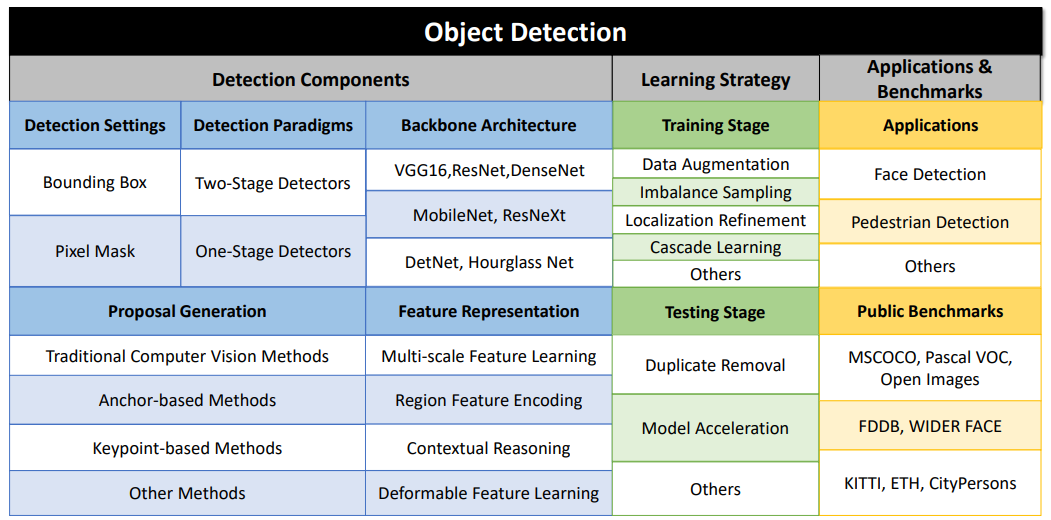 Object Detection
Detection Components
Learning Strategy
Applications &
Benchmarks
Detection Settings
Detection Paradigms
Backbone Architecture
Training Stage
Applications
Bounding Box
Two-Stage Detectors
VGG16,ResNet,DenseNet
Data Augmentation
Face Detection
Imbalance Sampling
MobileNet, ResNeXt
Localization Refinement
Pedestrian Detection
Pixel Mask
One-Stage Detectors
Cascade Learning
DetNet, Hourglass Net
Others
Others
Proposal Generation
Feature Representation
Testing Stage
Public Benchmarks
Traditional Computer Vision Methods
Multi-scale Feature Learning
Duplicate Removal
MSCOCO, Pascal VOC,
Open Images
Anchor-based Methods
Region Feature Encoding
Model Acceleration
FDDB, WIDER FACE
Keypoint-based Methods
Contextual Reasoning
Others
KITTI, ETH, CityPersons
Other Methods
Deformable Feature Learning